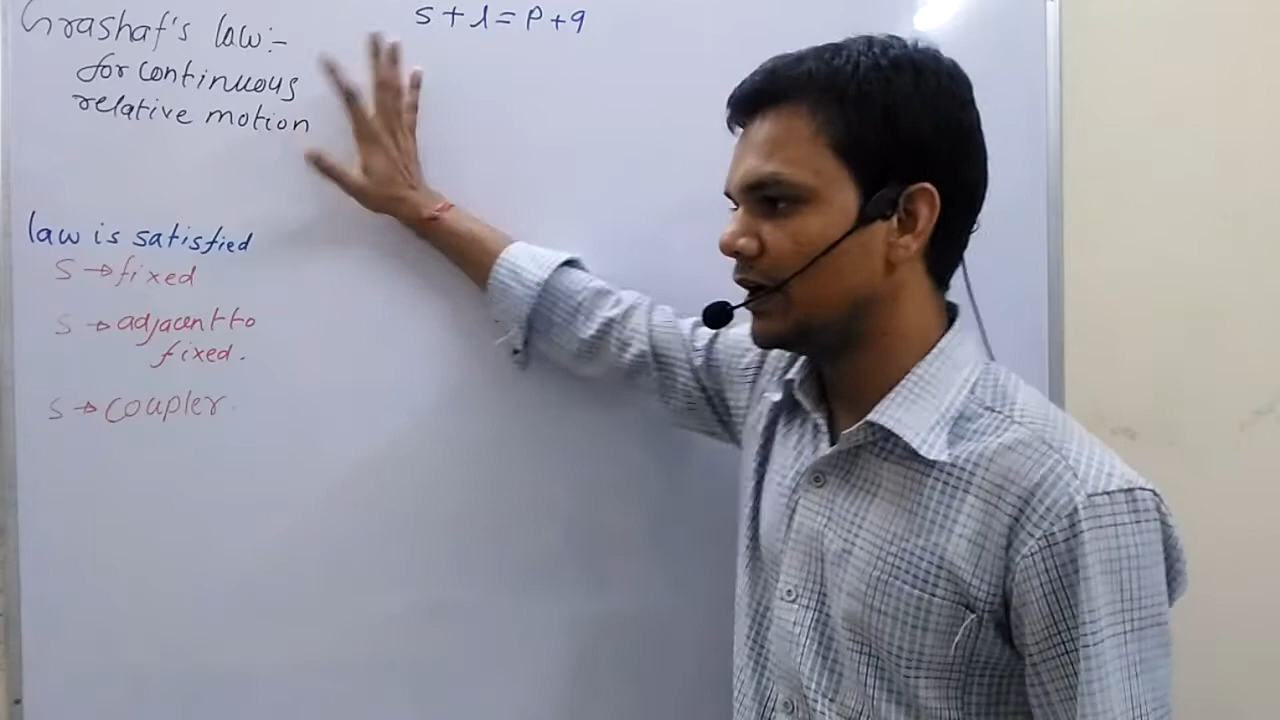 Grashaf's law:-
for continuous
relative motion
s + l = p + q
law is satisfied
S → fixed
S → adjacent to
fixed.
S → coupler